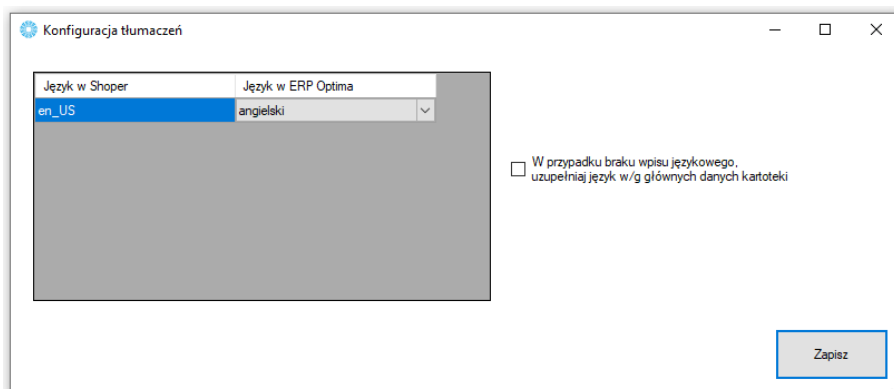 Konfiguracja tłumaczeń
Język w Shoper Język w ERP Optima
en_US angielski
W przypadku braku wpisu językowego,
uzupełniaj język w/g głównych danych kartoteki
Zapisz